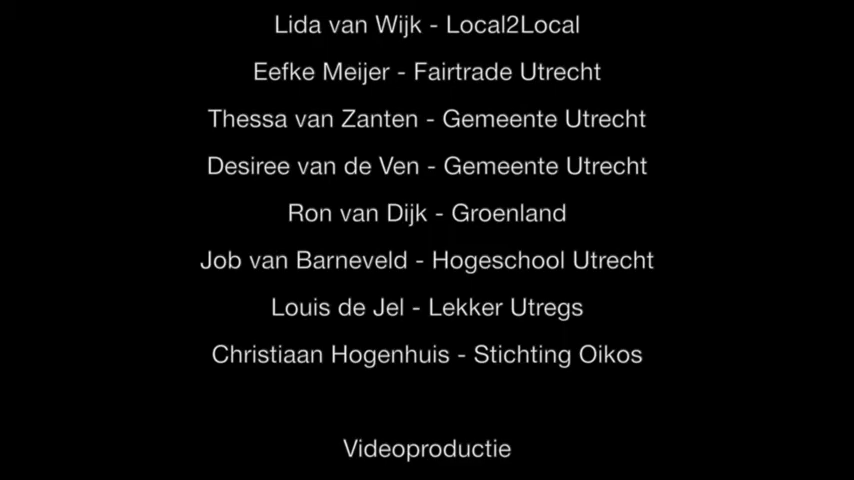 Lida van Wijk - Local2Local
Eefke Meijer - Fairtrade Utrecht
Thessa van Zanten - Gemeente Utrecht
Desiree van de Ven - Gemeente Utrecht
Ron van Dijk - Groenland
Job van Barneveld - Hogeschool Utrecht
Louis de Jel - Lekker Utregs
Christiaan Hogenhuis - Stichting Oikos
Videoproductie